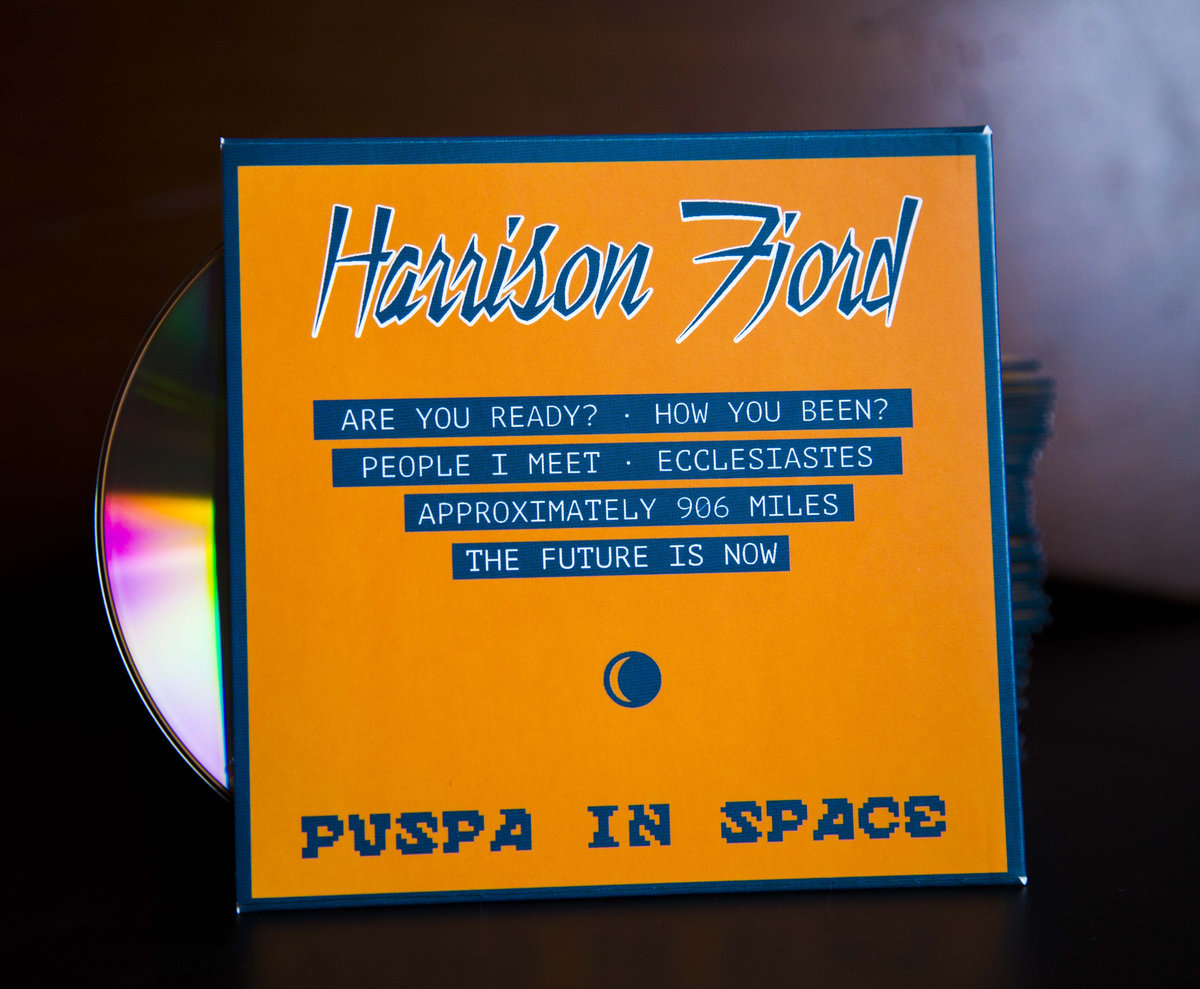 Harrison Fjord
ARE YOU READY? · HOW YOU BEEN?
PEOPLE I MEET · ECCLESIASTES
APPROXIMATELY 906 MILES
THE FUTURE IS NOW
PUSPA IN SPACE